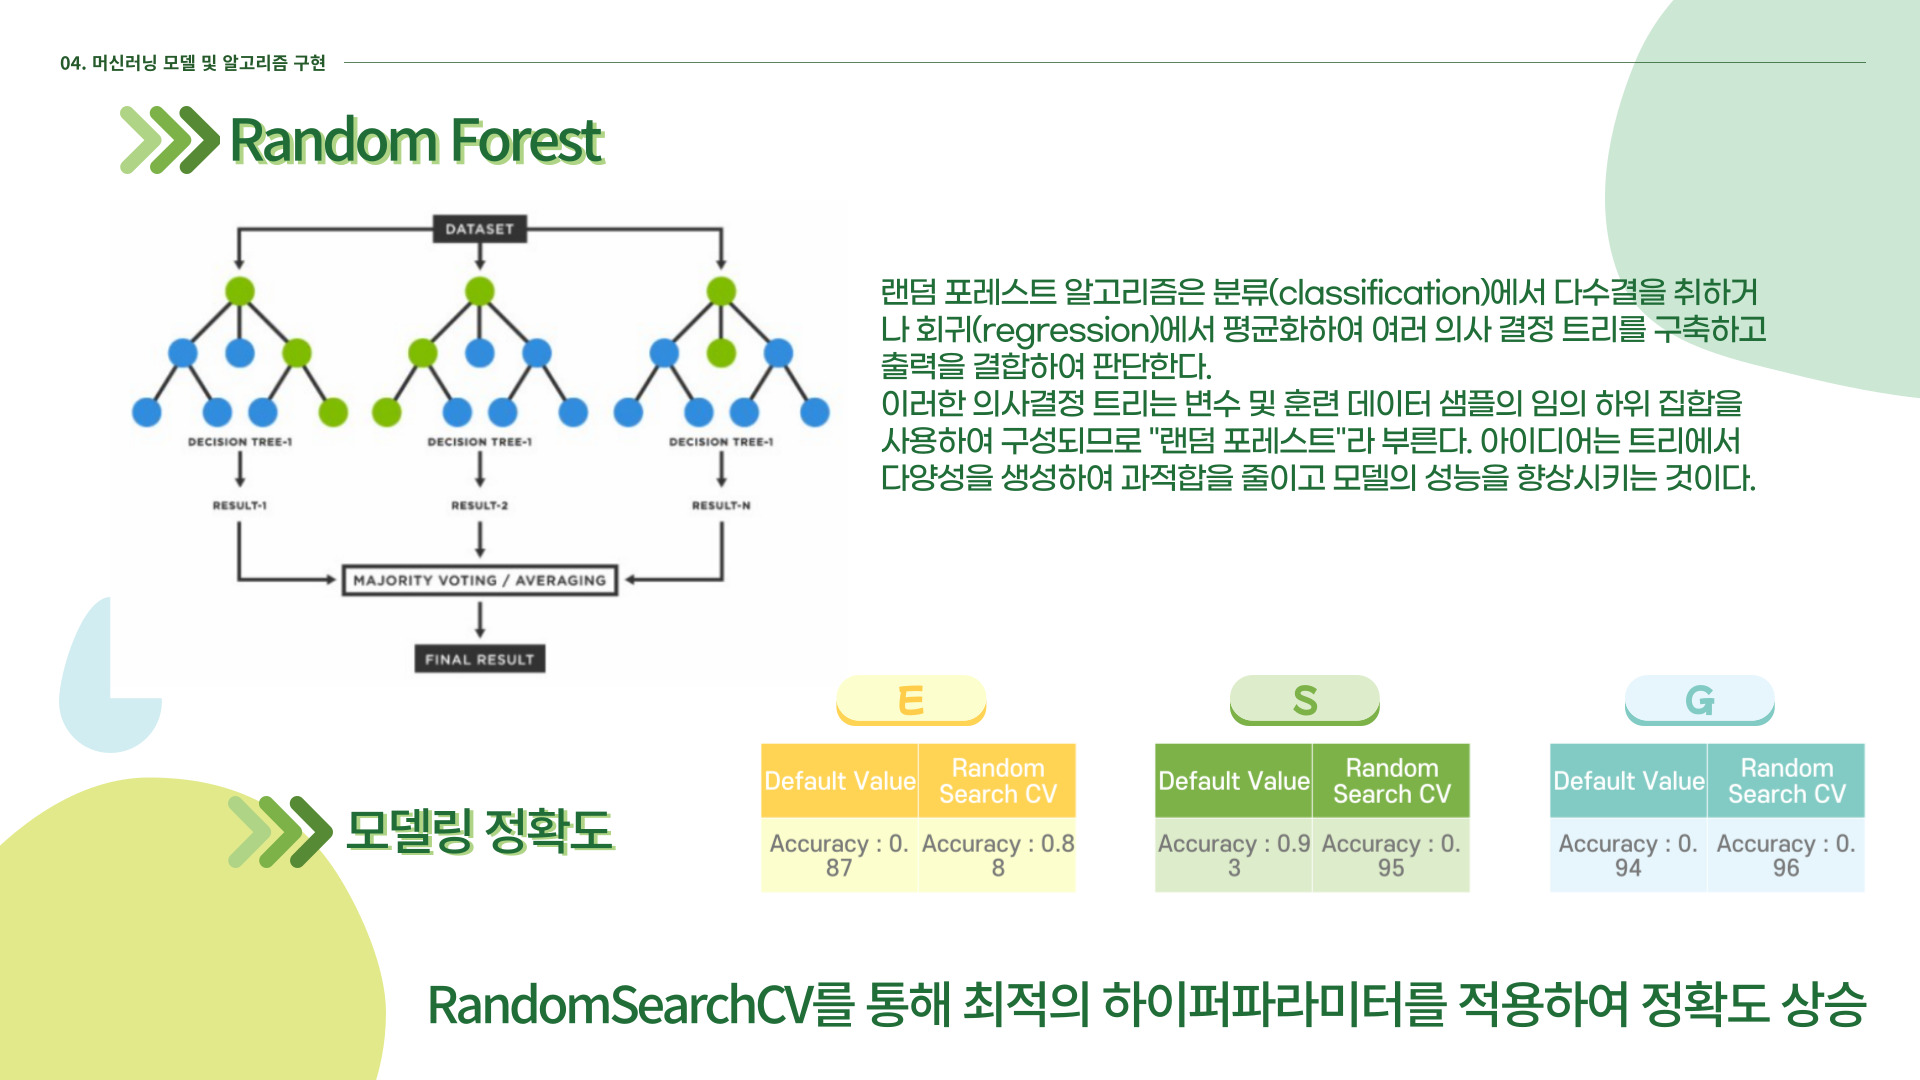 04. 머신러닝 모델 및 알고리즘 구현
Random Forest
DATASET
DECISION TREE-1
DECISION TREE-1
DECISION TREE-1
RESULT-1
RESULT-2
RESULT-N
MAJORITY VOTING / AVERAGING
FINAL RESULT
랜덤 포레스트 알고리즘은 분류(classification)에서 다수결을 취하거
나 회귀(regression)에서 평균화하여 여러 의사 결정 트리를 구축하고
출력을 결합하여 판단한다.
이러한 의사결정 트리는 변수 및 훈련 데이터 샘플의 임의 하위 집합을
사용하여 구성되므로 "랜덤 포레스트"라 부른다. 아이디어는 트리에서
다양성을 생성하여 과적합을 줄이고 모델의 성능을 향상시키는 것이다.
모델링 정확도
E
Default Value
Random
Search CV
Accuracy : 0.
87
Accuracy : 0.8
8
S
Default Value
Random
Search CV
Accuracy : 0.9
3
Accuracy : 0.
95
G
Default Value
Random
Search CV
Accuracy : 0.
94
Accuracy : 0.
96
RandomSearchCV를 통해 최적의 하이퍼파라미터를 적용하여 정확도 상승